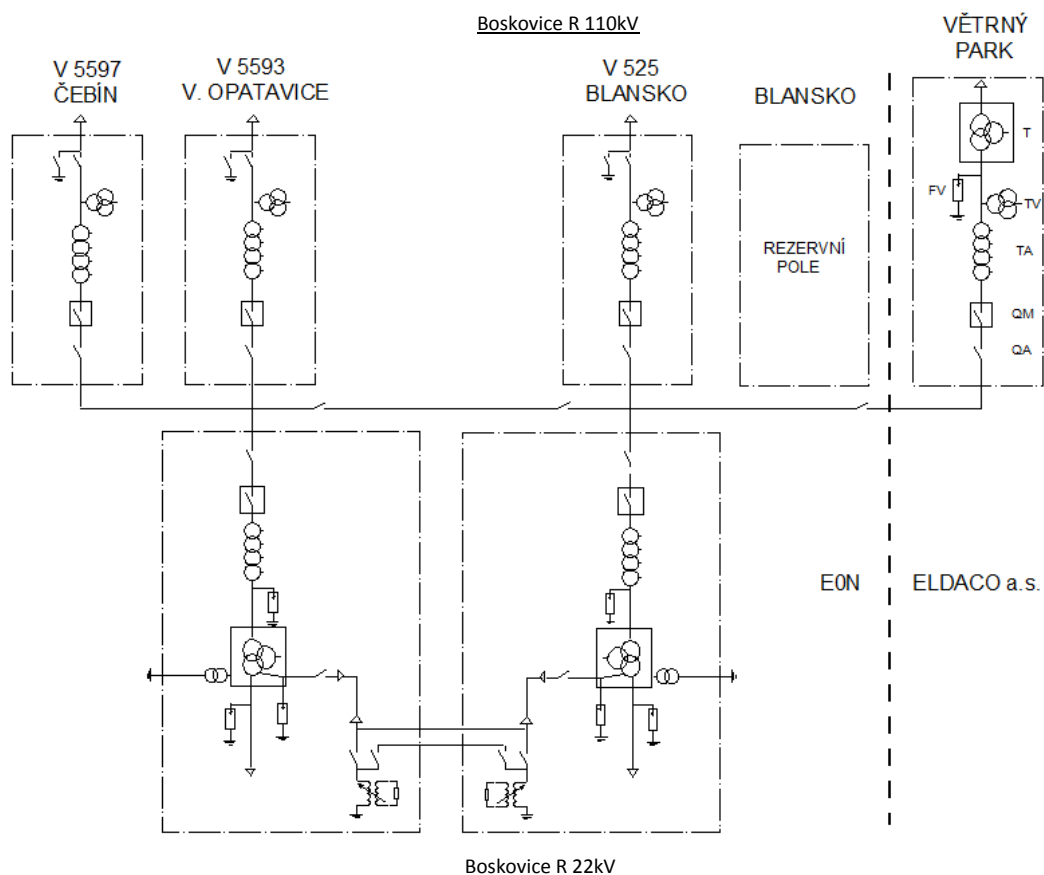 Boskovice R 110kV
VĚTRNÝ
PARK
V 5597
ČEBÍN
V 5593
V. OPATAVICE
V 525
BLANSKO
BLANSKO
T
FV
TV
REZERVNÍ
POLE
TA
QM
QA
E0N
ELDACO a.s.
Boskovice R 22kV